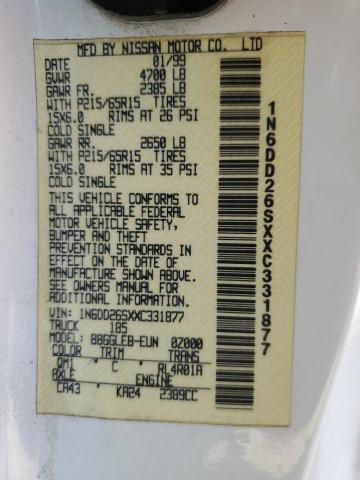 MFD BY NISSAN MOTOR CO. LTD
DATE 01/99
GVWR 4700 LB
GAWR FR. 2385 LB
WITH P215/65R15 TIRES
15X6.0 RIMS AT 26 PSI
COLD SINGLE
GAWR RR. 2650 LB
WITH P215/65R15 TIRES
15X6.0 RIMS AT 35 PSI
COLD SINGLE
THIS VEHICLE CONFORMS TO
ALL APPLICABLE FEDERAL
MOTOR VEHICLE SAFETY,
BUMPER AND THEFT
PREVENTION STANDARDS IN
EFFECT ON THE DATE OF
MANUFACTURE SHOWN ABOVE.
SEE OWNERS MANUAL FOR
ADDITIONAL INFORMATION.
VIN: 1N6DD26SXXC331877
TRUCK 185
MODEL: BBGGLEB-EUN 0Z000
COLOR TRIM TRANS
QM1 C RL4R01A
AXLE ENGINE
CA43 KA24 2389CC
1N6DD26SXXC331877